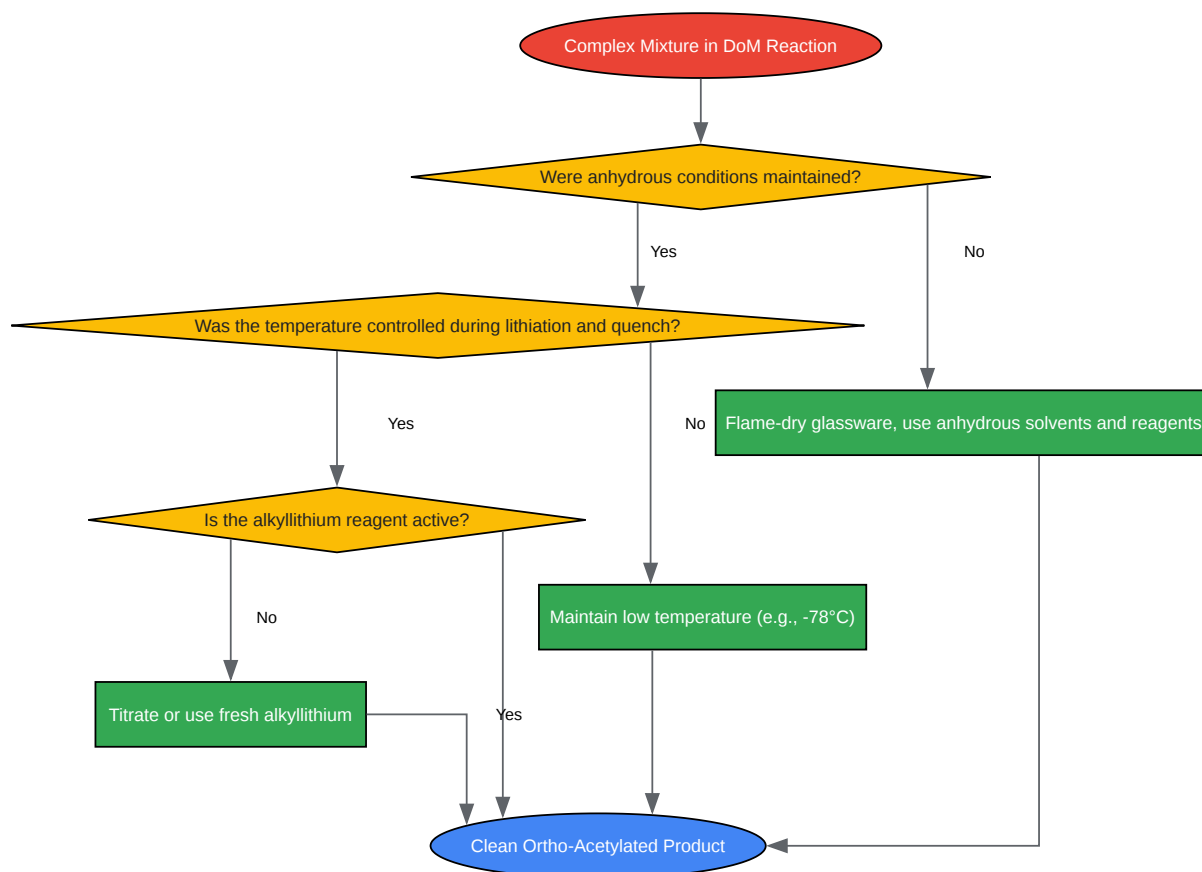 Complex Mixture in DoM Reaction
Were anhydrous conditions maintained?
Yes
No
Was the temperature controlled during lithiation and quench?
Yes
No
Flame-dry glassware, use anhydrous solvents and reagents
Is the alkyllithium reagent active?
No
Maintain low temperature (e.g., -78°C)
Titrate or use fresh alkyllithium
Yes
Clean Ortho-Acetylated Product